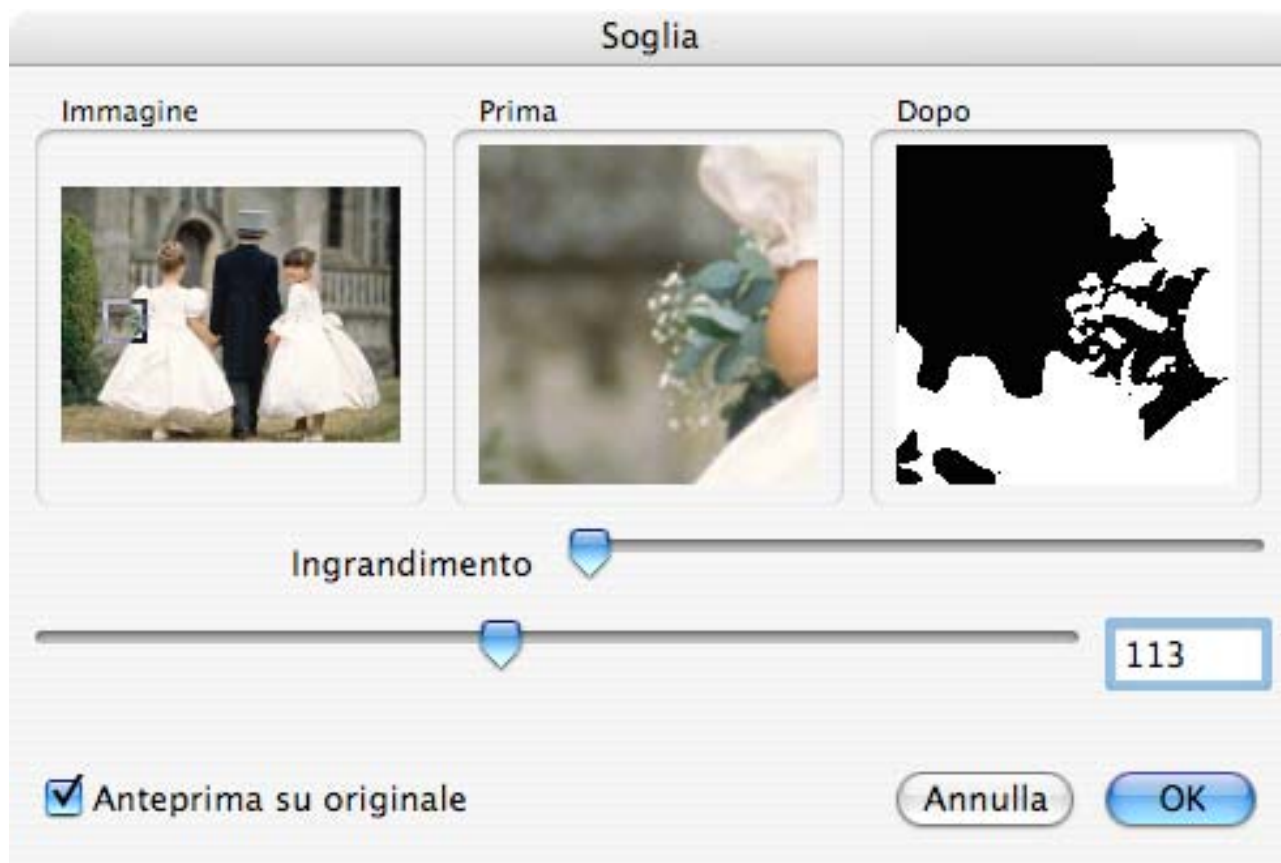 Soglia
Immagine Prima Dopo
Ingrandimento
113
Anteprima su originale Annulla OK